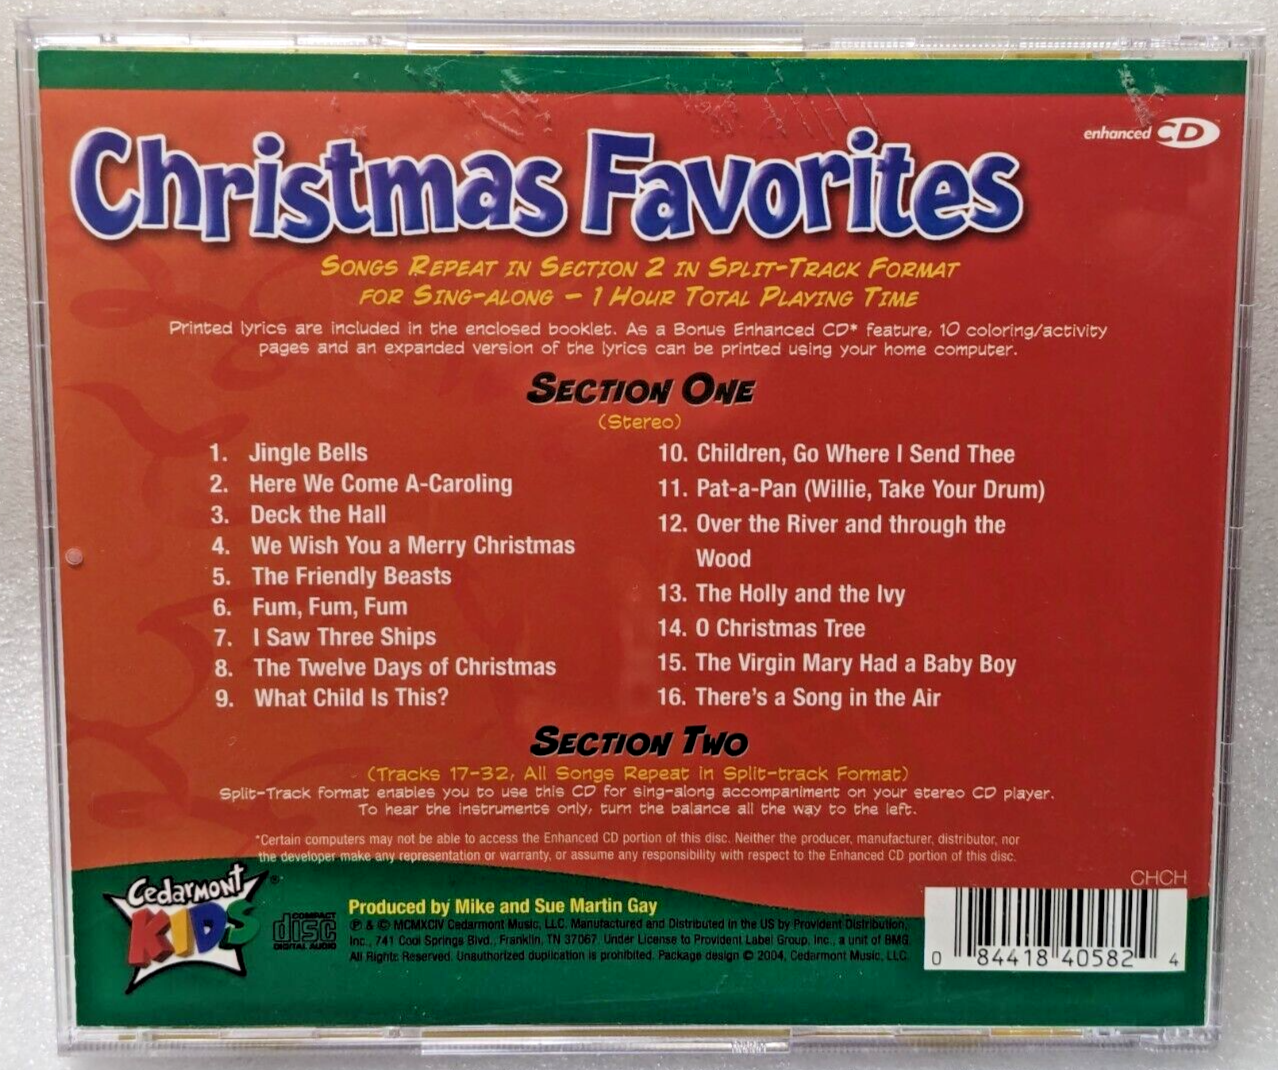 Christmas Favorites
enhanced CD
SONGS REPEAT IN SECTION 2 IN SPLIT-TRACK FORMAT
FOR SING-ALONG – 1 HOUR TOTAL PLAYING TIME
Printed lyrics are included in the enclosed booklet. As a Bonus Enhanced CD* feature, 10 coloring/activity
pages and an expanded version of the lyrics can be printed using your home computer.
SECTION ONE
(Stereo)
1. Jingle Bells
2. Here We Come A-Caroling
3. Deck the Hall
4. We Wish You a Merry Christmas
5. The Friendly Beasts
6. Fum, Fum, Fum
7. I Saw Three Ships
8. The Twelve Days of Christmas
9. What Child Is This?
10. Children, Go Where I Send Thee
11. Pat-a-Pan (Willie, Take Your Drum)
12. Over the River and through the
Wood
13. The Holly and the Ivy
14. O Christmas Tree
15. The Virgin Mary Had a Baby Boy
16. There's a Song in the Air
SECTION TWO
(Tracks 17-32, All Songs Repeat in Split-track Format)
Split-Track format enables you to use this CD for sing-along accompaniment on your stereo CD player.
To hear the instruments only, turn the balance all the way to the left.
*Certain computers may not be able to access the Enhanced CD portion of this disc. Neither the producer, manufacturer, distributor, nor
the developer make any representation or warranty, or assume any responsibility with respect to the Enhanced CD portion of this disc.
CHCH
Cedarmont
KIDS®
COMPACT
disc
DIGITAL AUDIO
Produced by Mike and Sue Martin Gay
℗ & © MCMXCIV Cedarmont Music, LLC. Manufactured and Distributed in the US by Provident Distribution,
Inc., 741 Cool Springs Blvd., Franklin, TN 37067. Under License to Provident Label Group, Inc., a unit of BMG.
All Rights Reserved. Unauthorized duplication is prohibited. Package design © 2004, Cedarmont Music, LLC.
0 84418 40582 4